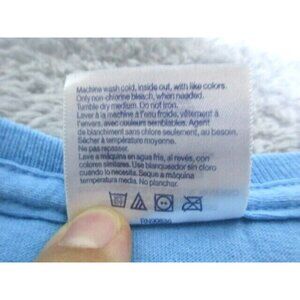 Machine wash cold, inside out, with like colors.
Only non-chlorine bleach, when needed.
Tumble dry medium. Do not iron.
Laver à la machine à l'eau froide, vêtement à
l'envers, avec couleurs semblables. Agent
de blanchiment sans chlore seulement, au besoin.
Sécher à température moyenne.
Ne pas repasser.
Lave a máquina en agua fria, al revés, con
colores similares. Use blanqueador sin cloro
cuando lo necesite. Seque a máquina
temperatura media. No planchar.